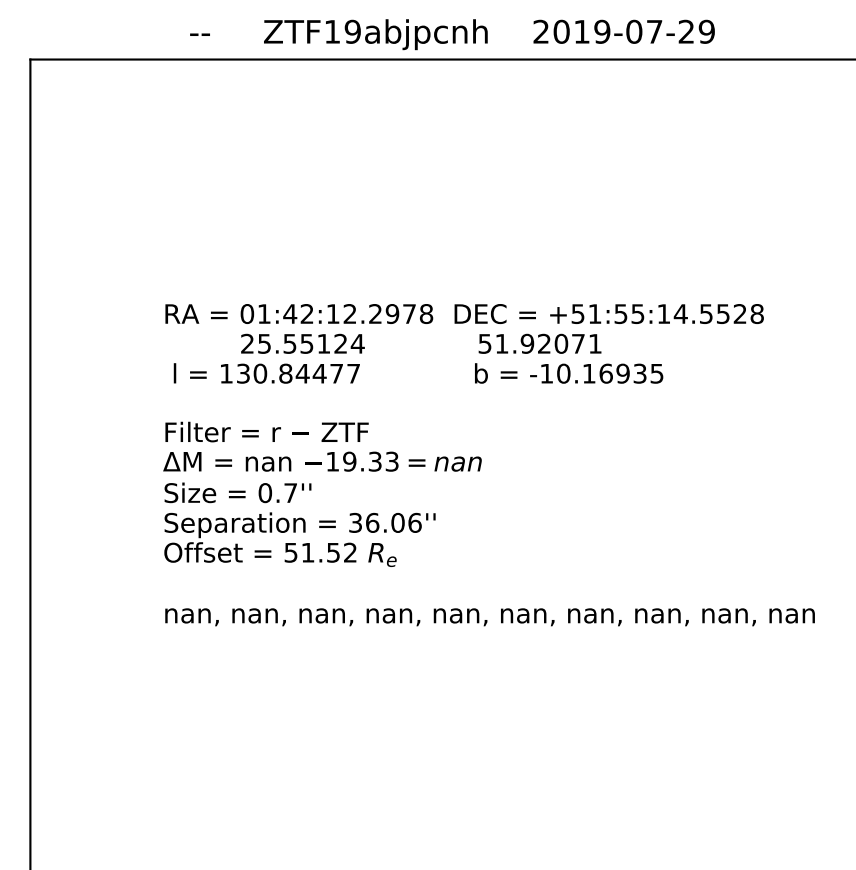 -- ZTF19abjpcnh 2019-07-29
RA = 01:42:12.2978 DEC = +51:55:14.5528
25.55124 51.92071
l = 130.84477 b = -10.16935
Filter = r − ZTF
ΔM = nan −19.33 = nan
Size = 0.7''
Separation = 36.06''
Offset = 51.52 Re
nan, nan, nan, nan, nan, nan, nan, nan, nan, nan